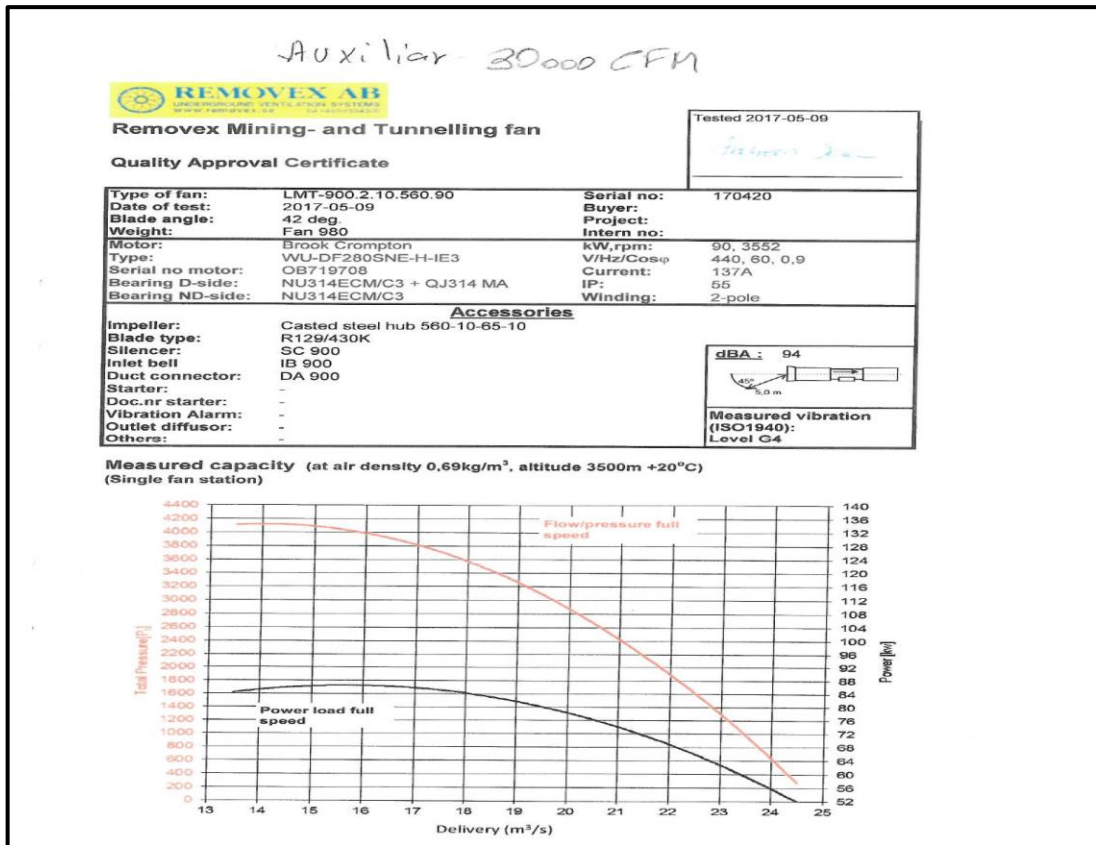 Auxiliar 30000 CFM
REMOVEX AB
UNDERGROUND VENTILATION SYSTEMS
www.removex.se
Removex Mining- and Tunnelling fan
Quality Approval Certificate
Tested 2017-05-09
Type of fan: LMT-900.2.10.560.90 Serial no: 170420
Date of test: 2017-05-09 Buyer:
Blade angle: 42 deg. Project:
Weight: Fan 980 Intern no:
Motor: Brook Crompton kW,rpm: 90, 3552
Type: WU-DF280SNE-H-IE3 V/Hz/Cosφ 440, 60, 0,9
Serial no motor: OB719708 Current: 137A
Bearing D-side: NU314ECM/C3 + QJ314 MA IP: 55
Bearing ND-side: NU314ECM/C3 Winding: 2-pole
Accessories
Impeller: Casted steel hub 560-10-65-10
Blade type: R129/430K
Silencer: SC 900
Inlet bell IB 900
Duct connector: DA 900
Starter: -
Doc.nr starter: -
Vibration Alarm: -
Outlet diffusor: -
Others: -
dBA : 94
45°
5,0 m
Measured vibration
(ISO1940):
Level G4
Measured capacity (at air density 0,69kg/m³, altitude 3500m +20°C)
(Single fan station)
Flow/pressure full
speed
Power load full
speed
Total Pressure[P]
4400
4200
4000
3800
3600
3400
3200
3000
2800
2600
2400
2200
2000
1800
1600
1400
1200
1000
800
600
400
200
0
Power [kw]
140
136
132
128
124
120
116
112
108
104
100
96
92
88
84
80
76
72
68
64
60
56
52
13 14 15 16 17 18 19 20 21 22 23 24 25
Delivery (m³/s)